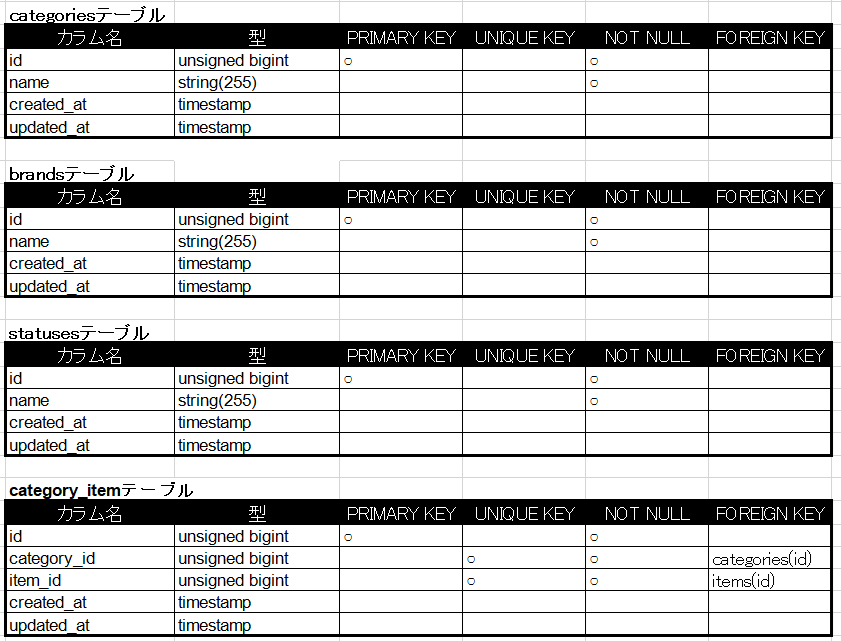 categoriesテーブル
カラム名 型 PRIMARY KEY UNIQUE KEY NOT NULL FOREIGN KEY
id unsigned bigint ○ ○
name string(255) ○
created_at timestamp
updated_at timestamp
brandsテーブル
カラム名 型 PRIMARY KEY UNIQUE KEY NOT NULL FOREIGN KEY
id unsigned bigint ○ ○
name string(255) ○
created_at timestamp
updated_at timestamp
statusesテーブル
カラム名 型 PRIMARY KEY UNIQUE KEY NOT NULL FOREIGN KEY
id unsigned bigint ○ ○
name string(255) ○
created_at timestamp
updated_at timestamp
category_itemテーブル
カラム名 型 PRIMARY KEY UNIQUE KEY NOT NULL FOREIGN KEY
id unsigned bigint ○ ○
category_id unsigned bigint ○ ○ categories(id)
item_id unsigned bigint ○ ○ items(id)
created_at timestamp
updated_at timestamp